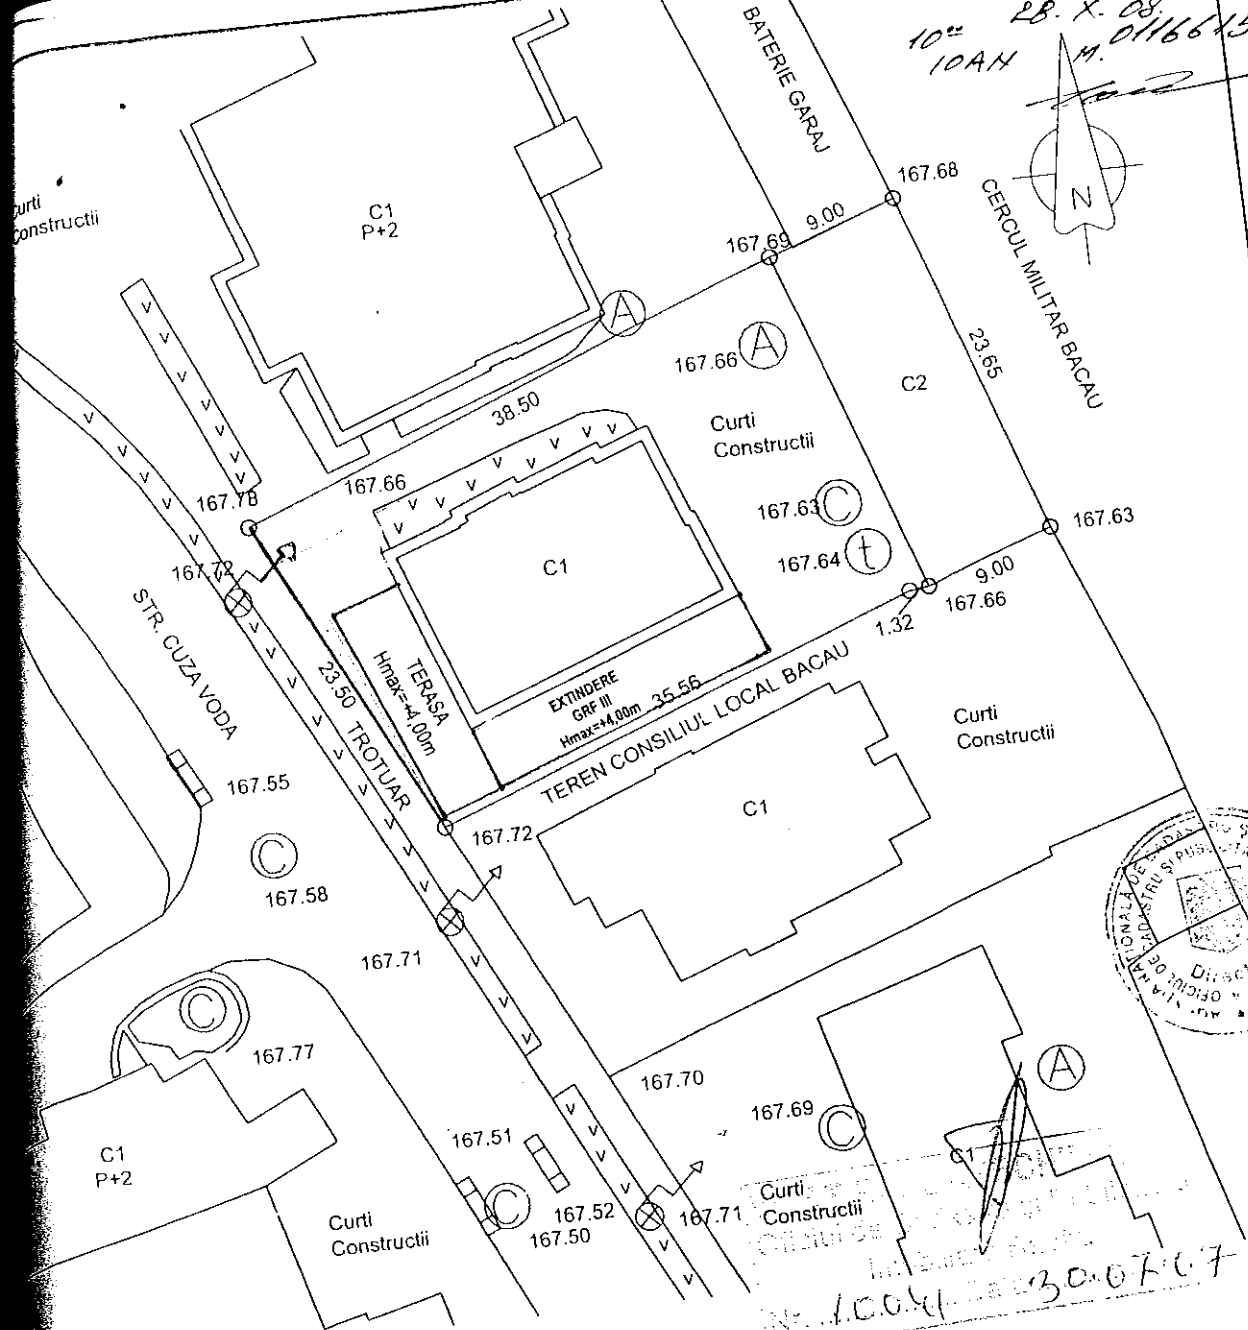 28. X. 08.
0116615
10ºº
10AN
M.
BATERIE GARAJ
N
CERCUL MILITAR BACAU
167.68
9.00
167.69
C1
P+2
Constructii
A
A
167.66
23.65
C2
38.50
Curti
Constructii
167.66
167.78
167.63
C
167.63
167.64
t
C1
167.72
9.00
167.66
1.32
STR. CUZA VODA
23.50
TROTUAR
TERASA
Hmax=+4,00m
EXTINDERE
GRF III
Hmax=+4,00m
35.56
TEREN CONSILIUL LOCAL BACAU
Curti
Constructii
167.55
C1
167.72
C
167.58
167.71
C
167.77
167.70
A
167.69
C
C1
P+2
167.51
C1
C
167.52
167.50
167.71
Curti
Constructii
Curti
Constructii